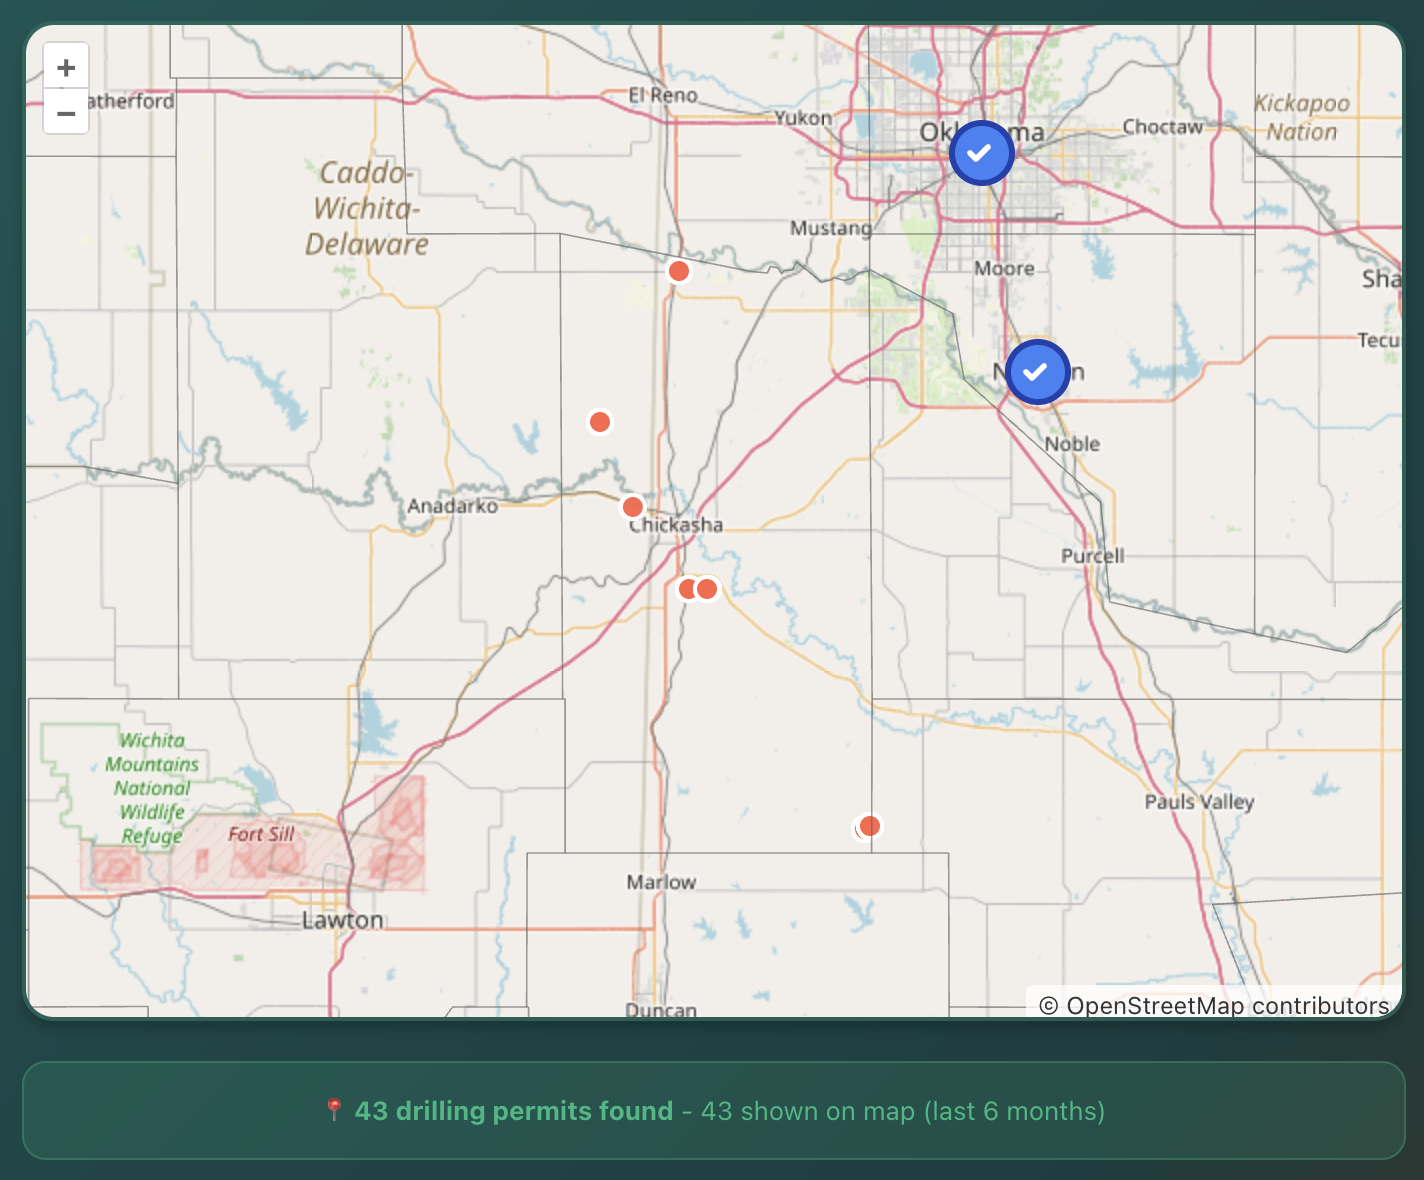 +
−
atherford
El Reno
Yukon
Choctaw
Kickapoo
Nation
Caddo-
Wichita-
Delaware
Mustang
Moore
Sha
Tecu
Noble
Anadarko
Chickasha
Purcell
Wichita
Mountains
National
Wildlife
Refuge
Fort Sill
Pauls Valley
Marlow
Lawton
Duncan
© OpenStreetMap contributors
43 drilling permits found - 43 shown on map (last 6 months)